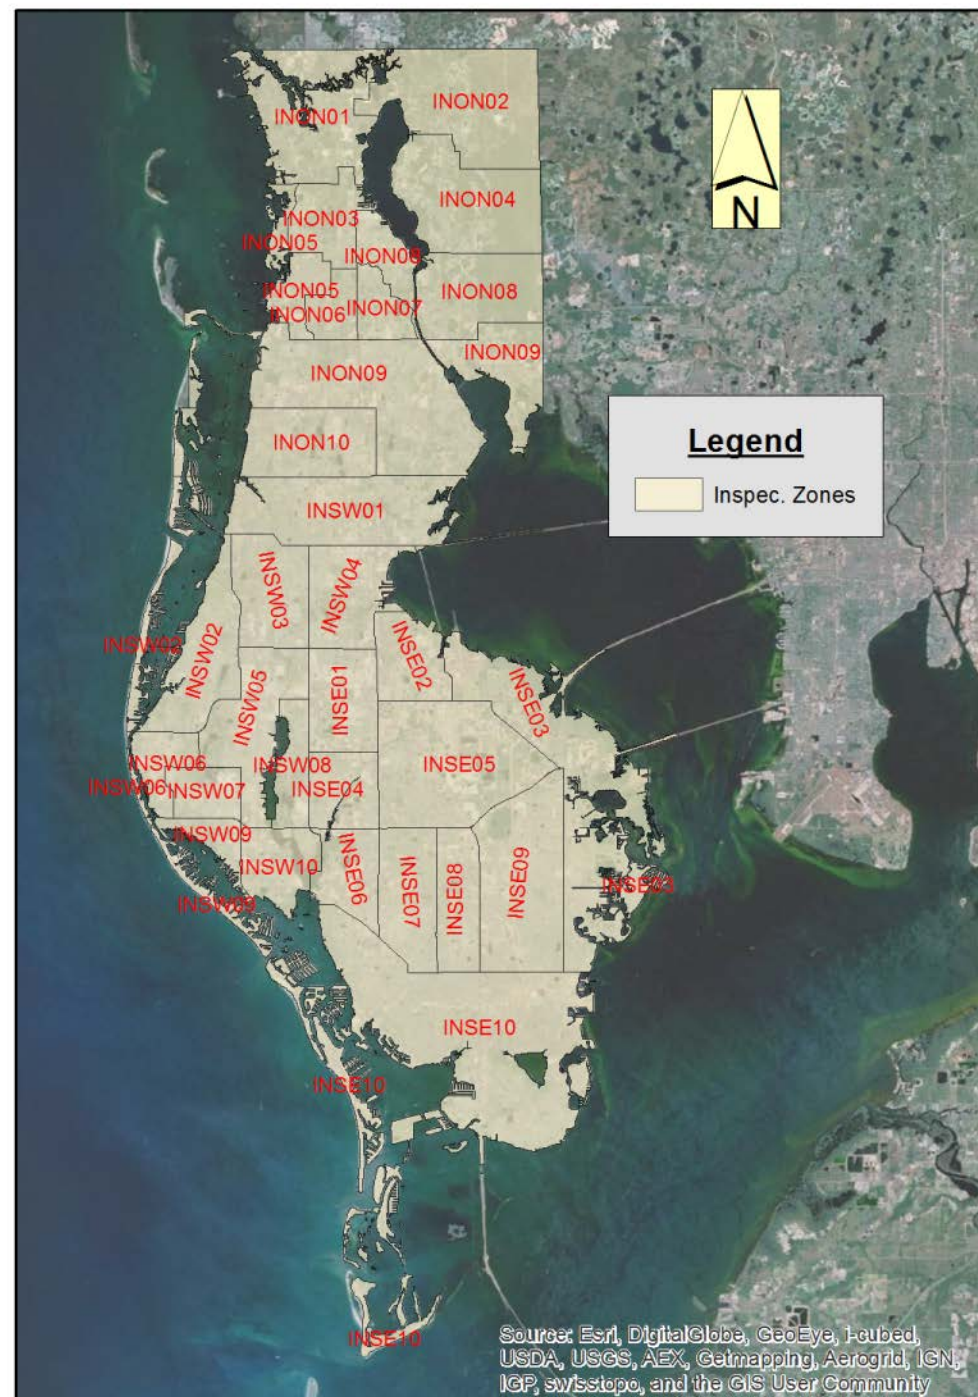 INON02
INON01
INON04
INON03
INON05
INON08
INON05
INON08
INON06
INON07
INON09
INON09
Legend
INON10
Inspec. Zones
INSW01
INSW03
INSW04
INSW02
INSW02
INSE02
INSW05
INSE01
INSE03
INSW06
INSW08
INSE05
INSW06
INSW07
INSE04
INSW09
INSW10
INSE06
INSE07
INSE08
INSE09
INSE03
INSW09
INSE10
INSE10
INSE10
N
Source: Esri, DigitalGlobe, GeoEye, i-cubed,
USDA, USGS, AEX, Getmapping, Aerogrid, IGN,
IGP, swisstopo, and the GIS User Community